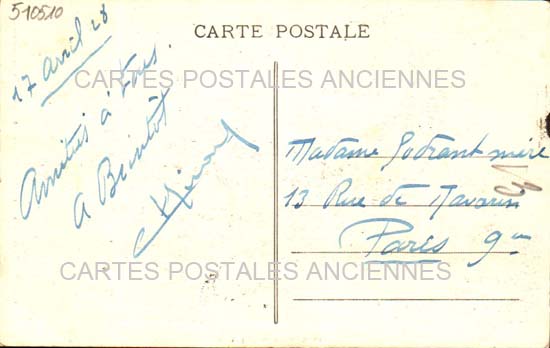 510510
CARTE POSTALE
17 Avril 28
CARTES POSTALES ANCIENNES
Amitiés à tous.
A Bientôt
Madame Godrant mère
13 Rue de Navarin
Paris 9e
CARTES POSTALES ANCIENNES